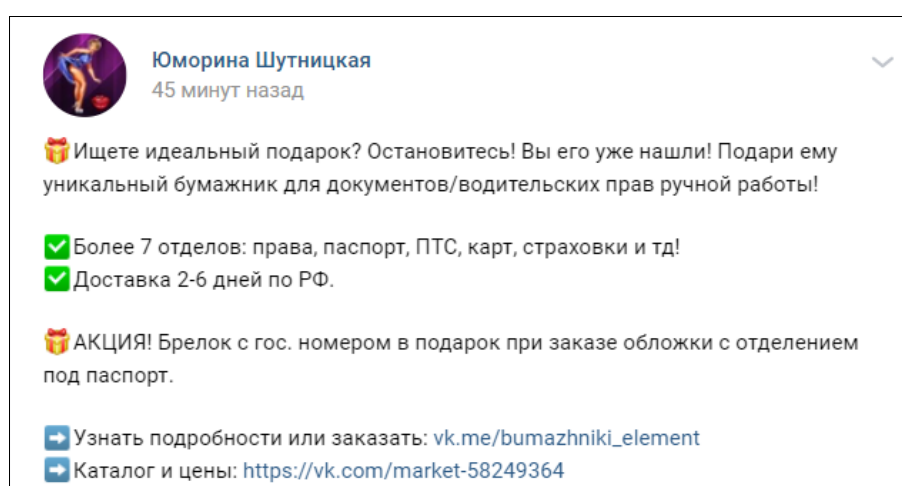 Юморина Шутницкая
45 минут назад
🎁Ищете идеальный подарок? Остановитесь! Вы его уже нашли! Подари ему
уникальный бумажник для документов/водительских прав ручной работы!
✅Более 7 отделов: права, паспорт, ПТС, карт, страховки и тд!
✅Доставка 2-6 дней по РФ.
🎁АКЦИЯ! Брелок с гос. номером в подарок при заказе обложки с отделением
под паспорт.
➡Узнать подробности или заказать: vk.me/bumazhniki_element
➡Каталог и цены: https://vk.com/market-58249364